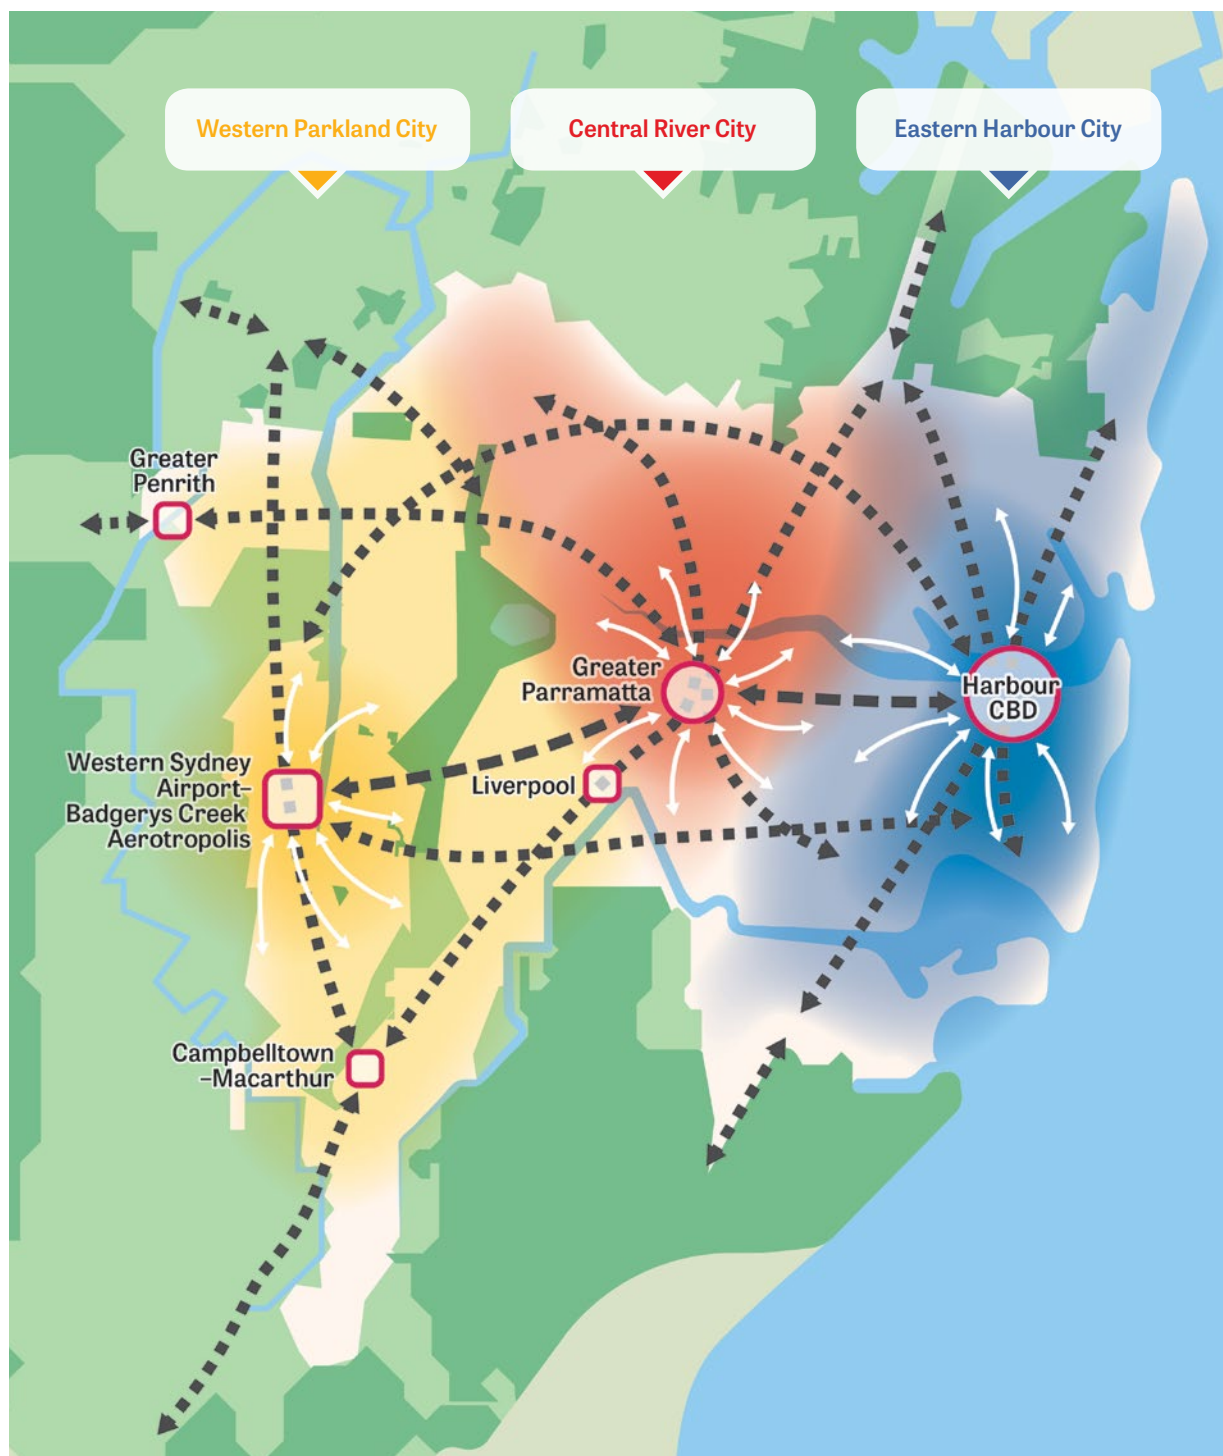 Western Parkland City
Central River City
Eastern Harbour City
Greater
Penrith
Greater
Parramatta
Harbour
CBD
Western Sydney
Airport–
Badgerys Creek
Aerotropolis
Liverpool
Campbelltown
–Macarthur